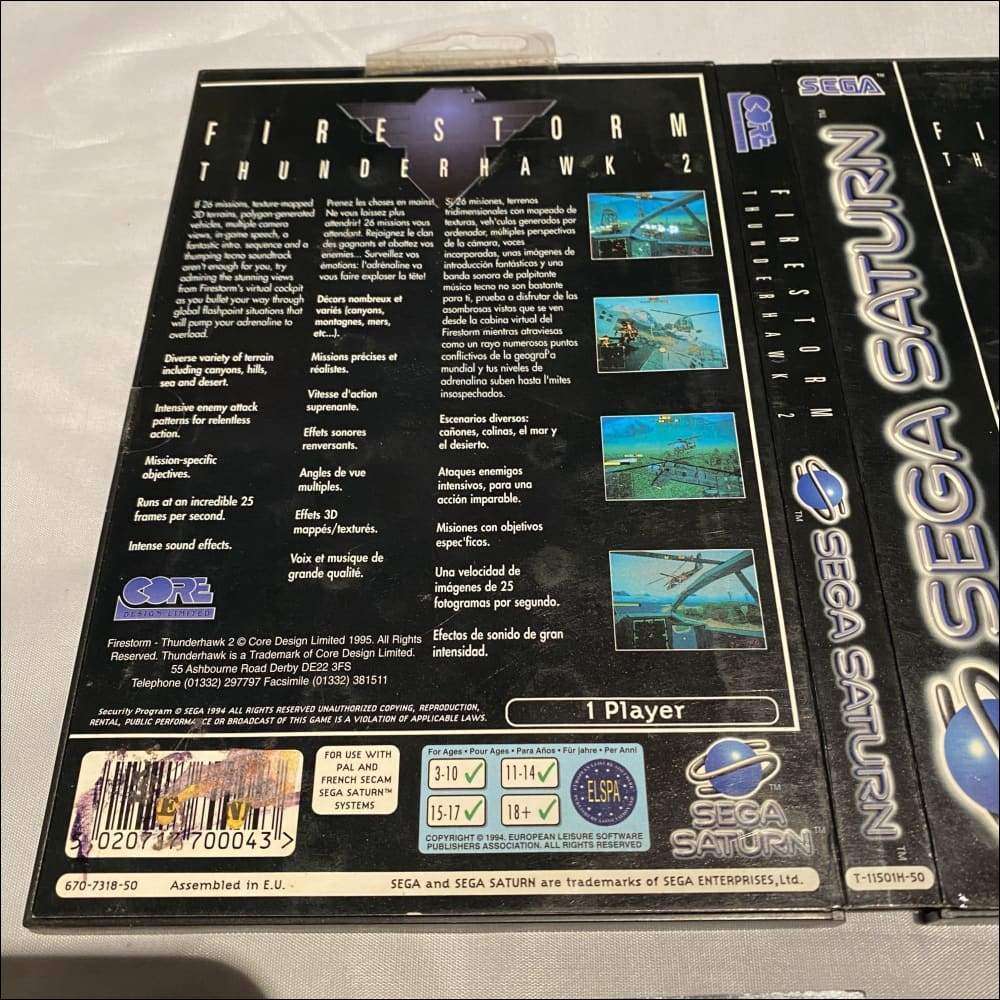 FIRESTORM
THUNDERHAWK 2
If 26 missions, texture-mapped
3D terrains, polygon-generated
vehicles, multiple camera
views, in-game speech, a
fantastic intro. sequence and a
thumping tecno soundtrack
aren't enough for you, try
admiring the stunning views
from Firestorm's virtual cockpit
as you bullet your way through
global flashpoint situations that
will pump your adrenaline to
overload.
Diverse variety of terrain
including canyons, hills,
sea and desert.
Intensive enemy attack
patterns for relentless
action.
Mission-specific
objectives.
Runs at an incredible 25
frames per second.
Intense sound effects.
Prenez les choses en mains!
Ne vous laissez plus
attendrir! 26 missions vous
attendant. Rejoignez le clan
des gagnants et abattez vos
enemies... Surveillez vos
émotions: l'adrénaline va
vous faire exploser la tête!
Décors nombreux et
variés (canyons,
montagnes, mers,
etc...).
Missions précises et
réalistes.
Vitesse d'action
suprenante.
Effets sonores
renversants.
Angles de vue
multiples.
Effets 3D
mappés/texturés.
Voix et musique de
grande qualité.
Si 26 misiones, terrenos
tridimensionales con mapeado de
texturas, veh'culos generados por
ordenador, múltiples perspectivas
de la cámara, voces
incorporadas, una imágenes de
introducción fantásticas y una
banda sonora de palpitante
música tecno no son bastante
para ti, prueba a disfrutar de las
asombrosas vistas que se ven
desde la cabina virtual del
Firestorm mientras atraviesas
como un rayo numerosos puntos
conflictivos de la geografa
mundial y tus niveles de
adrenalina suben hasta l'mites
insospechados.
Escenarios diversos:
cañones, colinas, el mar y
el desierto.
Ataques enemigos
intensivos, para una
acción imparable.
Misiones con objetivos
espec'ficos.
Una velocidad de
imágenes de 25
fotogramas por segundo.
Efectos de sonido de gran
intensidad.
CORE
DESIGN LIMITED
Firestorm - Thunderhawk 2 © Core Design Limited 1995. All Rights
Reserved. Thunderhawk is a Trademark of Core Design Limited.
55 Ashbourne Road Derby DE22 3FS
Telephone (01332) 297797 Facsimile (01332) 381511
Security Program © SEGA 1994 ALL RIGHTS RESERVED UNAUTHORIZED COPYING, REPRODUCTION,
RENTAL, PUBLIC PERFORMANCE OR BROADCAST OF THIS GAME IS A VIOLATION OF APPLICABLE LAWS.
1 Player
5 020737 700043 >
FOR USE WITH
PAL AND
FRENCH SECAM
SEGA SATURN™
SYSTEMS
For Ages • Pour Ages • Para Años • Für Jahre • Per Anni
3-10 ✓ 11-14 ✓
15-17 ✓ 18+ ✓
ELSPA
COPYRIGHT © 1994. EUROPEAN LEISURE SOFTWARE
PUBLISHERS ASSOCIATION. ALL RIGHTS RESERVED
SEGA
SATURN™
670-7318-50 Assembled in E.U. SEGA and SEGA SATURN are trademarks of SEGA ENTERPRISES,Ltd.
CORE
FIRESTORM
THUNDERHAWK 2
SEGA SATURN
SEGA™
SEGA SATURN
T-11501H-50